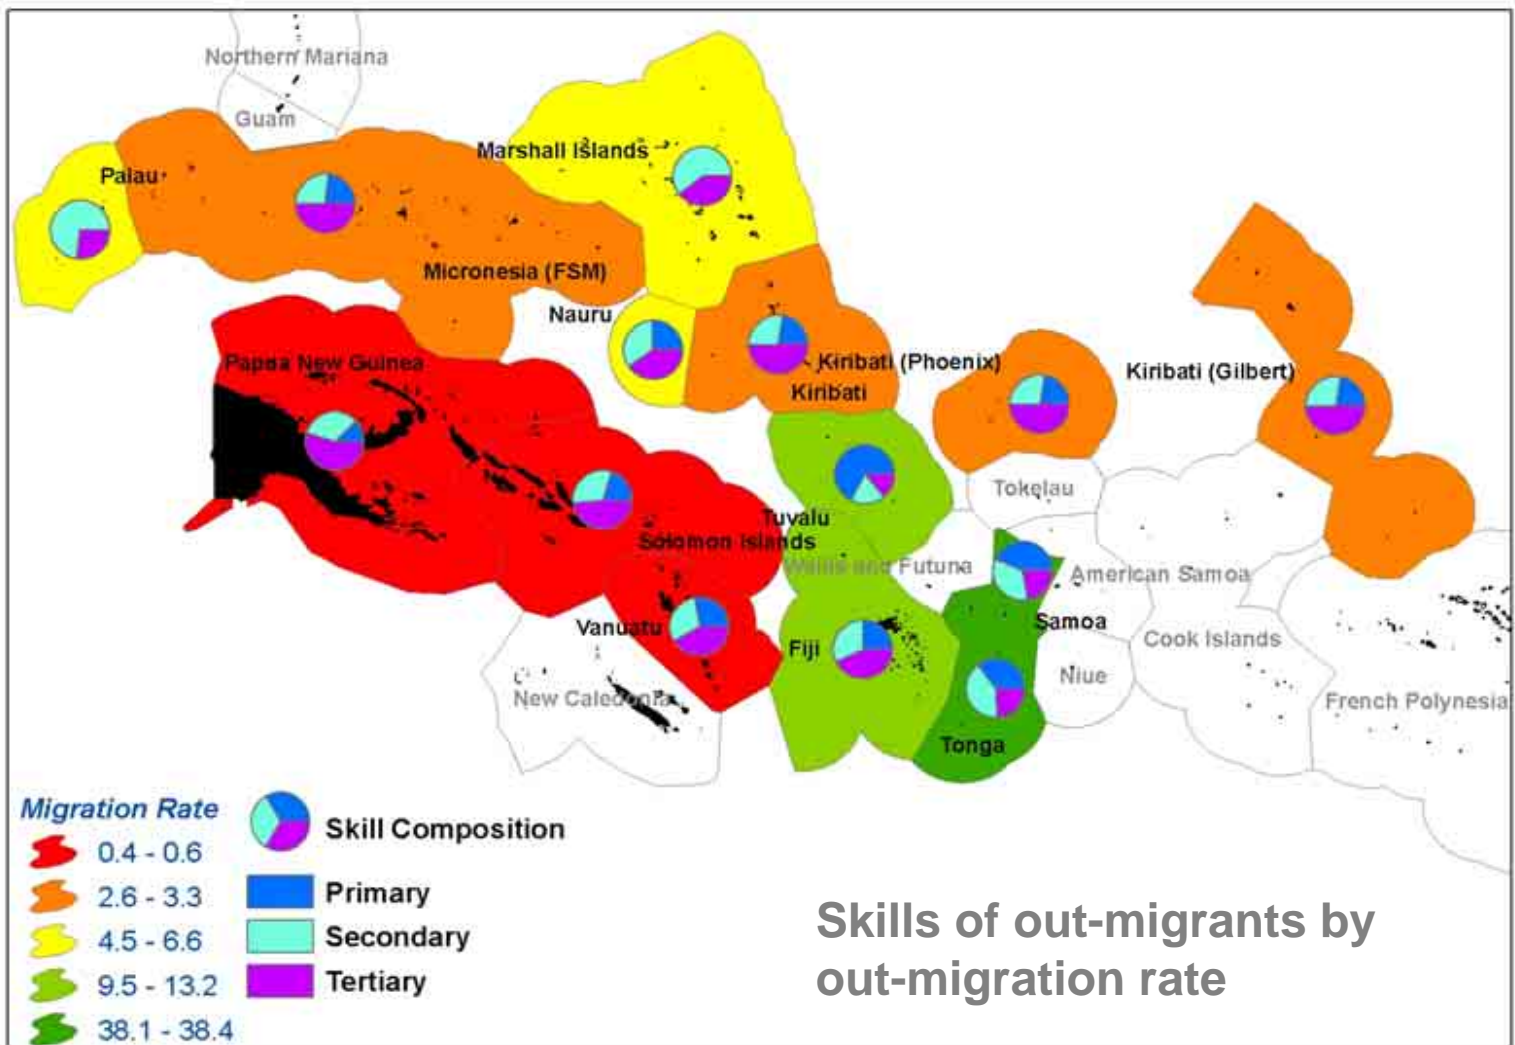 Northern Mariana
Guam
Marshall Islands
Palau
Micronesia (FSM)
Nauru
Papua New Guinea
Kiribati (Phoenix)
Kiribati (Gilbert)
Kiribati
Tokelau
Tuvalu
Solomon Islands
Wallis and Futuna
American Samoa
Samoa
Vanuatu
Fiji
Cook Islands
Niue
New Caledonia
French Polynesia
Tonga
Migration Rate
0.4 - 0.6
2.6 - 3.3
4.5 - 6.6
9.5 - 13.2
38.1 - 38.4
Skill Composition
Primary
Secondary
Tertiary
Skills of out-migrants by
out-migration rate